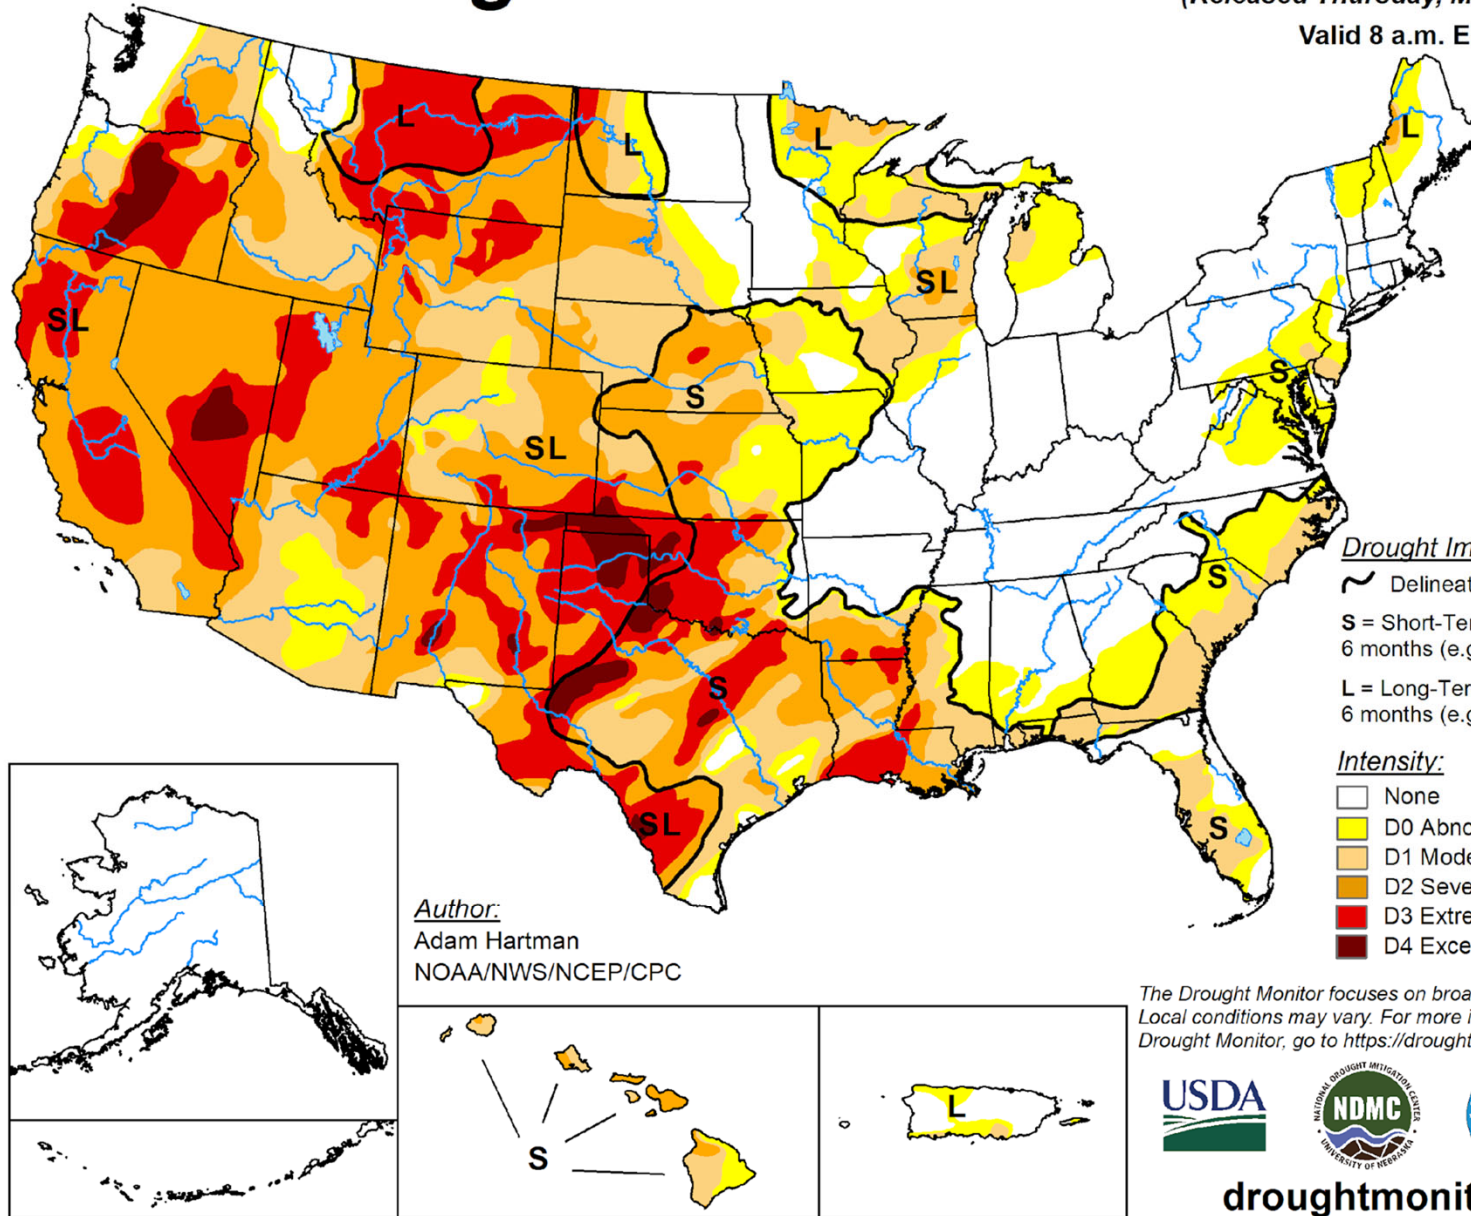 g
(Released Thursday, M
Valid 8 a.m. E
L
L
L
L
SL
SL
S
S
SL
S
S
SL
S
Drought Im
Delineat
S = Short-Ter
6 months (e.g
L = Long-Ter
6 months (e.g
Intensity:
None
D0 Abno
D1 Mode
D2 Seve
D3 Extre
D4 Exce
Author:
Adam Hartman
NOAA/NWS/NCEP/CPC
The Drought Monitor focuses on broa
Local conditions may vary. For more i
Drought Monitor, go to https://drought
S
L
USDA
NATIONAL DROUGHT MITIGATION CENTER
NDMC
UNIVERSITY OF NEBRASKA
droughtmonit